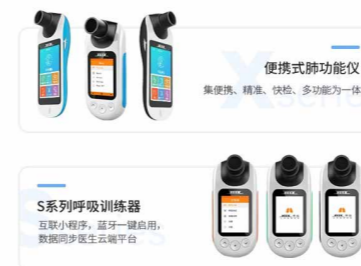 便携式肺功能仪
集便携、精准、快检、多功能为一体
X
series
S系列呼吸训练器
互联小程序，蓝牙一键启用，
数据同步医生云端平台